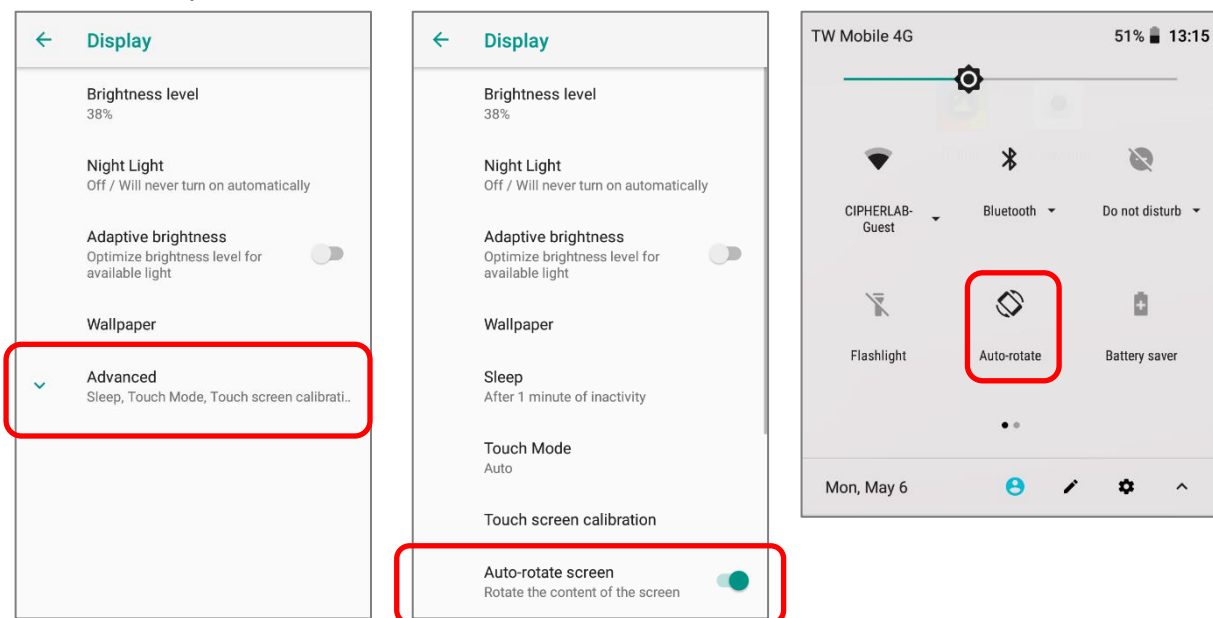 Display
Brightness level
38%
Night Light
Off / Will never turn on automatically
Adaptive brightness
Optimize brightness level for
available light
Wallpaper
Advanced
Sleep, Touch Mode, Touch screen calibrati..
Display
Brightness level
38%
Night Light
Off / Will never turn on automatically
Adaptive brightness
Optimize brightness level for
available light
Wallpaper
Sleep
After 1 minute of inactivity
Touch Mode
Auto
Touch screen calibration
Auto-rotate screen
Rotate the content of the screen
TW Mobile 4G 51% 13:15
CIPHERLAB-
Guest
Bluetooth
Do not disturb
Flashlight
Auto-rotate
Battery saver
Mon, May 6